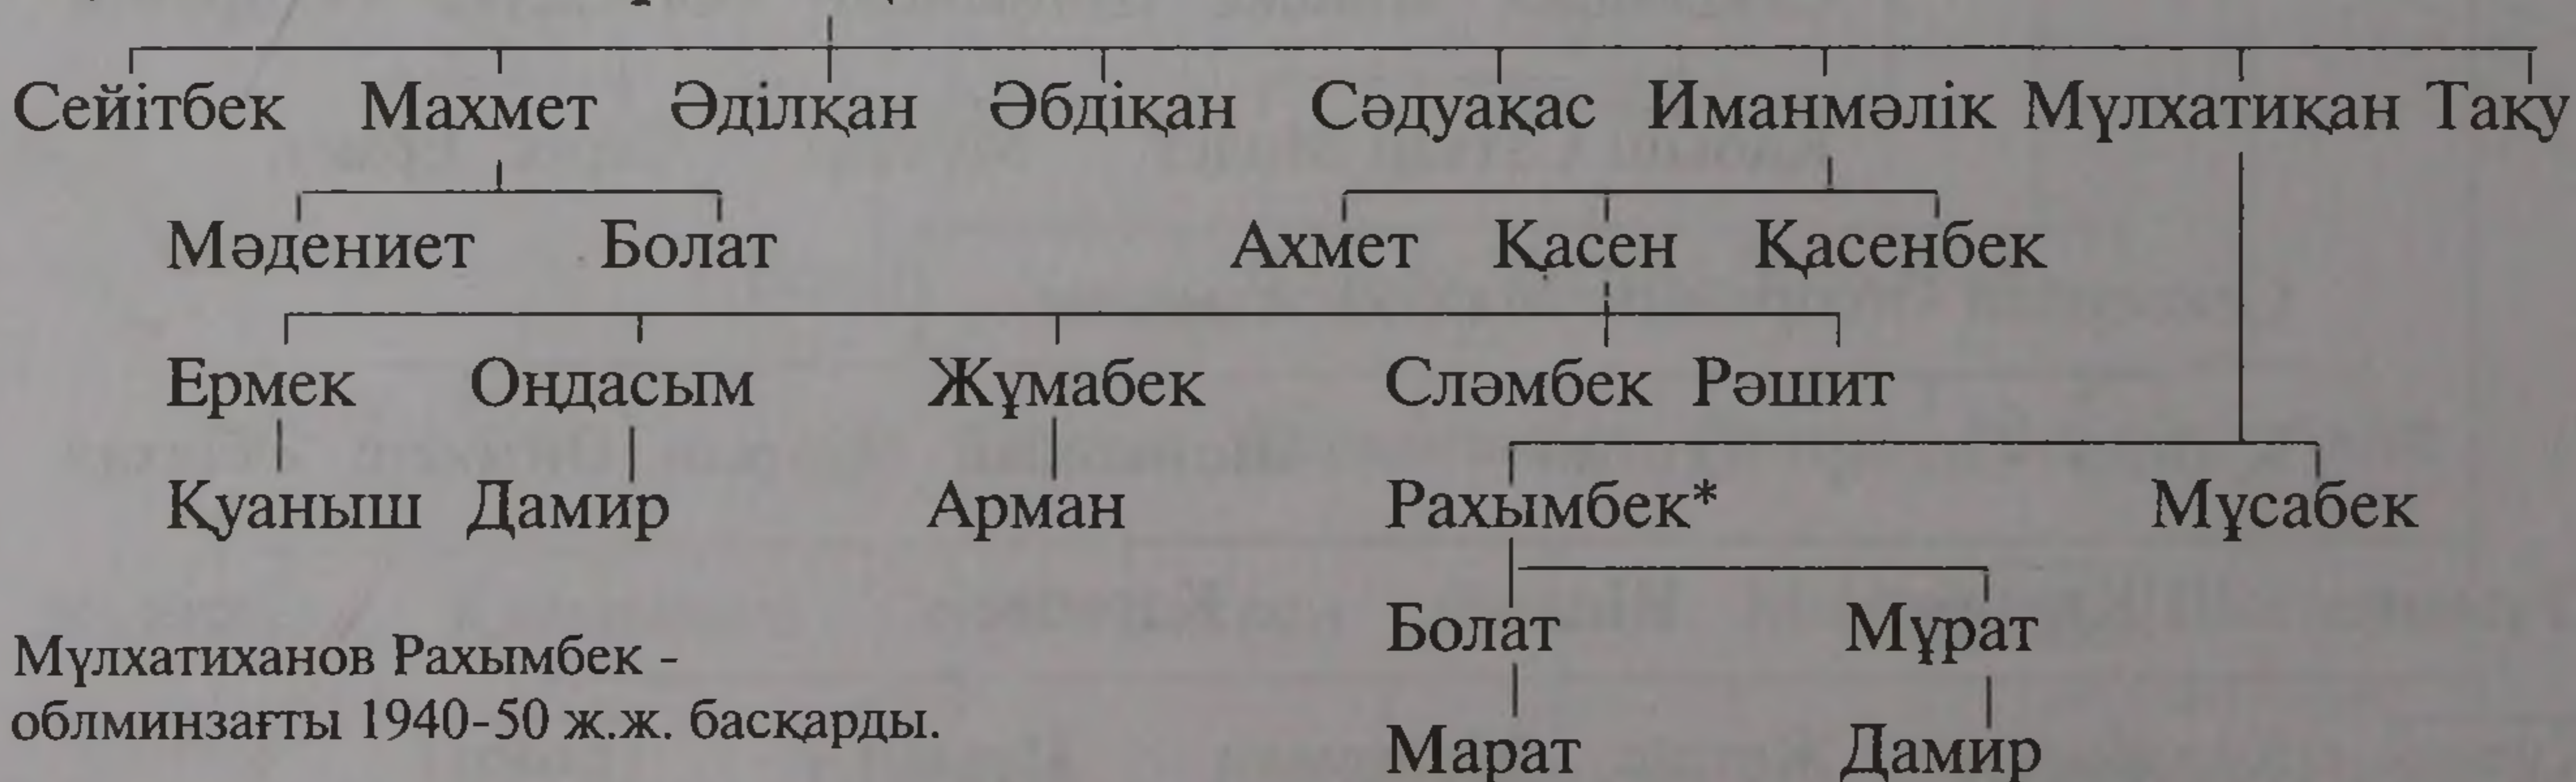 Сейітбек Махмет Әділқан Әбдіқан Сәдуақас Иманмәлік Мүлхатиқан Тақу
Мәдениет Болат Ахмет Қасен Қасенбек
Ермек Оңдасым Жұмабек Сләмбек Рәшит
Қуаныш Дамир Арман Рахымбек* Мұсабек
Болат Мұрат
Мүлхатиханов Рахымбек -
облминзағты 1940-50 ж.ж. басқарды.
Марат Дамир